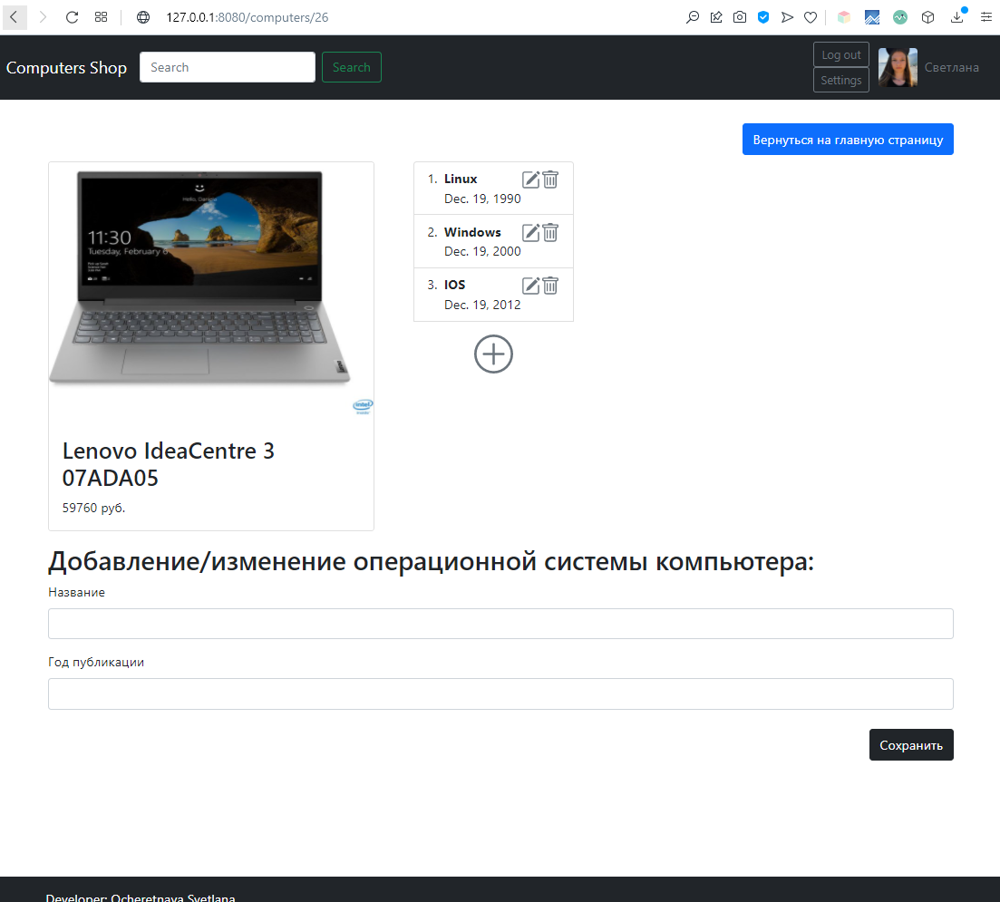 127.0.0.1:8080/computers/26
Computers Shop Search Search Log out
Settings
Светлана
Вернуться на главную страницу
Hello,
11:30
Tuesday, February 6
intel
1. Linux
Dec. 19, 1990
2. Windows
Dec. 19, 2000
3. IOS
Dec. 19, 2012
Lenovo IdeaCentre 3
07ADA05
59760 руб.
Добавление/изменение операционной системы компьютера:
Название
Год публикации
Сохранить
Developer: Ocheretnaya Svetlana